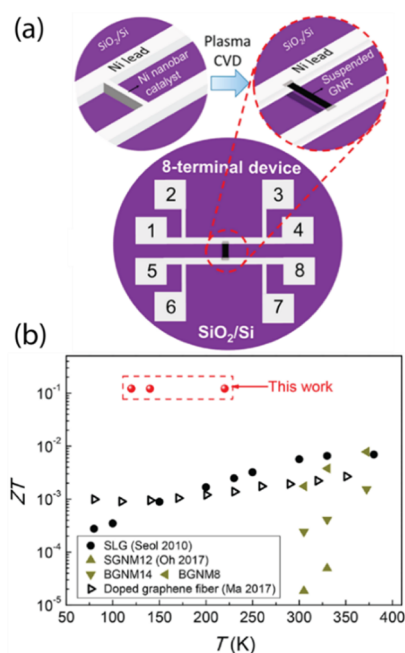 (a)
SiO2/Si
Ni lead
Ni nanobar
catalyst
Plasma
CVD
SiO2/Si
Ni lead
Suspended
GNR
8-terminal device
2
3
1
4
5
8
6
7
SiO2/Si
(b)
This work
SLG (Seol 2010)
SGNM12 (Oh 2017)
BGNM14 BGNM8
Doped graphene fiber (Ma 2017)
10⁻¹
10⁻²
10⁻³
10⁻⁴
10⁻⁵
ZT
50 100 150 200 250 300 350 400
T (K)